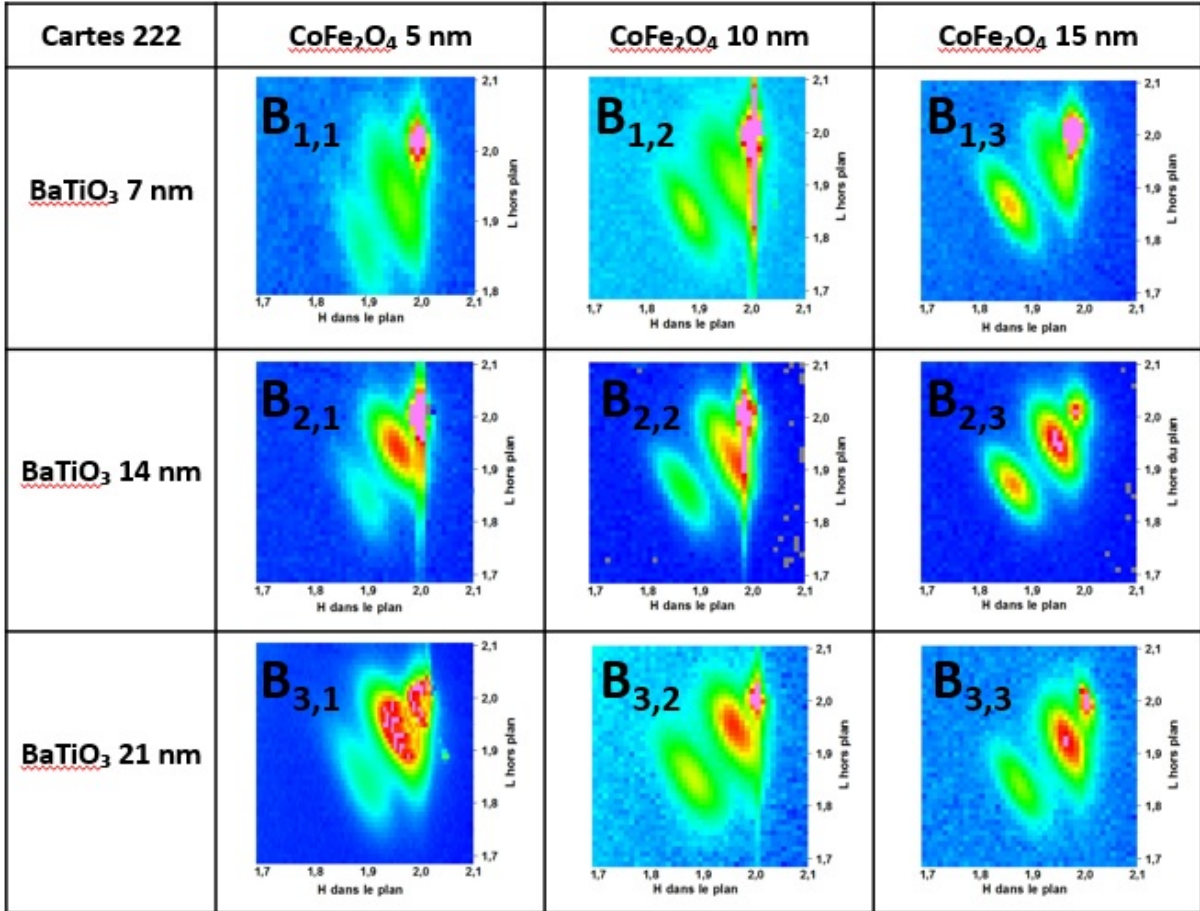 Cartes 222 CoFe₂O₄ 5 nm CoFe₂O₄ 10 nm CoFe₂O₄ 15 nm
BaTiO₃ 7 nm
B₁,₁
2,1
2,0
1,9
1,8
L hors plan
1,7 1,8 1,9 2,0 2,1
H dans le plan
B₁,₂
2,1
2,0
1,9
1,8
1,7
L hors plan
1,7 1,8 1,9 2,0 2,1
H dans le plan
B₁,₃
2,1
2,0
1,9
1,8
1,7
L hors plan
1,7 1,8 1,9 2,0 2,1
H dans le plan
BaTiO₃ 14 nm
B₂,₁
2,1
2,0
1,9
1,8
1,7
L hors plan
1,7 1,8 1,9 2,0 2,1
H dans le plan
B₂,₂
2,1
2,0
1,9
1,8
1,7
L hors plan
1,7 1,8 1,9 2,0 2,1
H dans le plan
B₂,₃
2,1
2,0
1,9
1,8
1,7
L hors du plan
1,7 1,8 1,9 2,0 2,1
H dans le plan
BaTiO₃ 21 nm
B₃,₁
2,1
2,0
1,9
1,8
1,7
L hors plan
1,7 1,8 1,9 2,0 2,1
H dans le plan
B₃,₂
2,1
2,0
1,9
1,8
1,7
L hors plan
1,7 1,8 1,9 2,0 2,1
H dans le plan
B₃,₃
2,1
2,0
1,9
1,8
1,7
L hors plan
1,7 1,8 1,9 2,0 2,1
H dans le plan